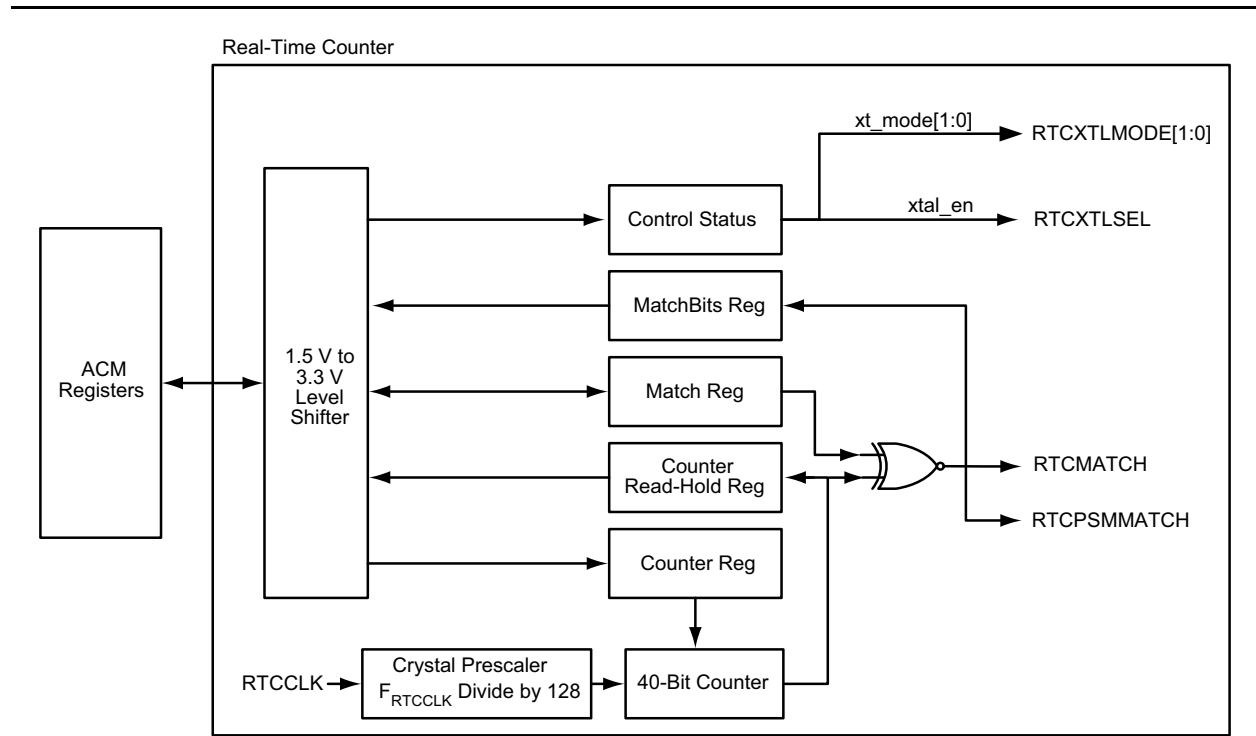 Real-Time Counter
xt_mode[1:0]
RTCXTLMODE[1:0]
Control Status
xtal_en
RTCXTLSEL
MatchBits Reg
ACM
Registers
1.5 V to
3.3 V
Level
Shifter
Match Reg
Counter
Read-Hold Reg
RTCMATCH
RTCPSMMATCH
Counter Reg
RTCCLK
Crystal Prescaler
FRTCCLK Divide by 128
40-Bit Counter